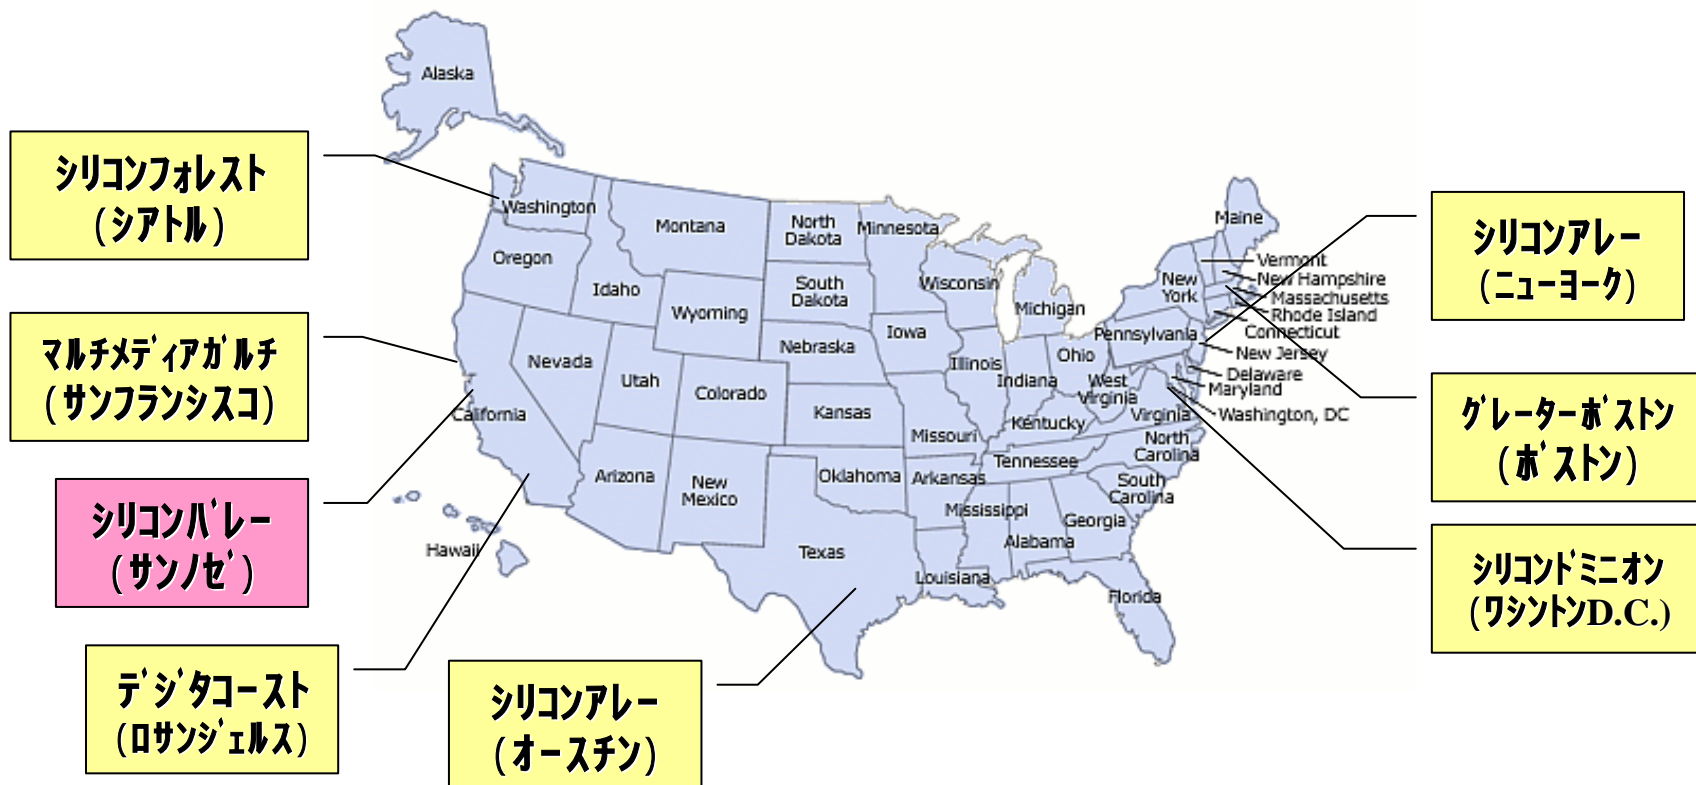 Alaska
シリコンフォレスト
(シアトル)
マルチメディアガルチ
(サンフランシスコ)
シリコンバレー
(サンノゼ)
デジタコースト
(ロサンジェルス)
シリコンアレー
(オースチン)
シリコンアレー
(ニューヨーク)
グレーターボストン
(ボストン)
シリコンドミニオン
(ワシントンD.C.)
Washington
Oregon
Idaho
Montana
Wyoming
North
Dakota
South
Dakota
Minnesota
Wisconsin
Michigan
Iowa
Nebraska
Nevada
Utah
Colorado
California
Kansas
Missouri
Illinois
Indiana
Ohio
West
Virginia
Virginia
Kentucky
Tennessee
North
Carolina
South
Carolina
Arizona
New
Mexico
Oklahoma
Arkansas
Mississippi
Alabama
Georgia
Texas
Louisiana
Florida
Hawaii
Maine
Vermont
New Hampshire
Massachusetts
Rhode Island
Connecticut
New
York
Pennsylvania
New Jersey
Delaware
Maryland
Washington, DC